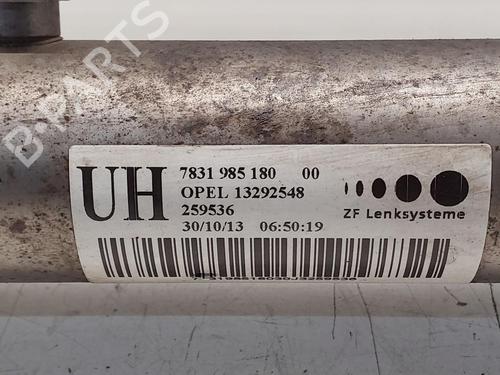 B-PARTS
UH
7831 985 180 00
OPEL 13292548
259536
30/10/13 06:50:19
ZF Lenksysteme